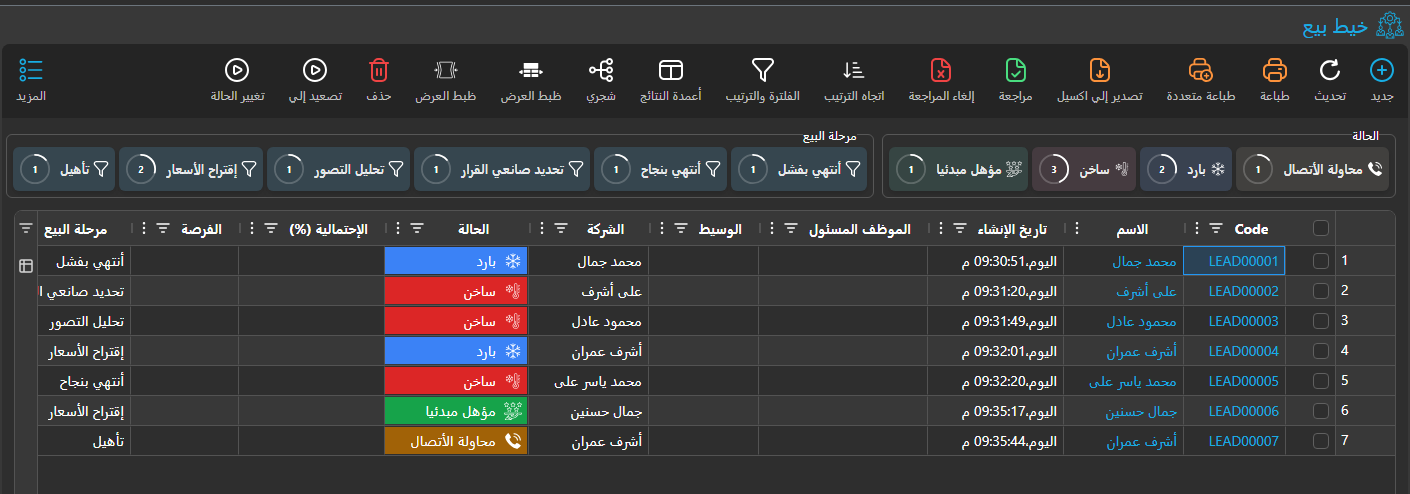 خيط بيع
جديد تحديث طباعة طباعة متعددة تصدير إلي اكسيل مراجعة إلغاء المراجعة اتجاه الترتيب الفلترة والترتيب أعمدة النتائج شجري ظبط العرض ظبط العرض حذف تصعيد إلي تغيير الحالة المزيد
الحالة مرحلة البيع
محاولة الأتصال 1 بارد 2 ساخن 3 مؤهل مبدئيا 1 أنتهي بفشل 1 أنتهي بنجاح 1 تحديد صانعي القرار 1 تحليل التصور 1 إقتراح الأسعار 2 تأهيل 1
Code الاسم تاريخ الإنشاء الموظف المسئول الوسيط الشركة الحالة الإحتمالية (%) الفرصة مرحلة البيع
1 LEAD00001 محمد جمال اليوم,09:30:51 م محمد جمال بارد أنتهي بفشل
2 LEAD00002 على أشرف اليوم,09:31:20 م على أشرف ساخن تحديد صانعي ا
3 LEAD00003 محمود عادل اليوم,09:31:49 م محمود عادل ساخن تحليل التصور
4 LEAD00004 أشرف عمران اليوم,09:32:01 م أشرف عمران بارد إقتراح الأسعار
5 LEAD00005 محمد ياسر على اليوم,09:32:20 م محمد ياسر على ساخن أنتهي بنجاح
6 LEAD00006 جمال حسنين اليوم,09:35:17 م جمال حسنين مؤهل مبدئيا إقتراح الأسعار
7 LEAD00007 أشرف عمران اليوم,09:35:44 م أشرف عمران محاولة الأتصال تأهيل